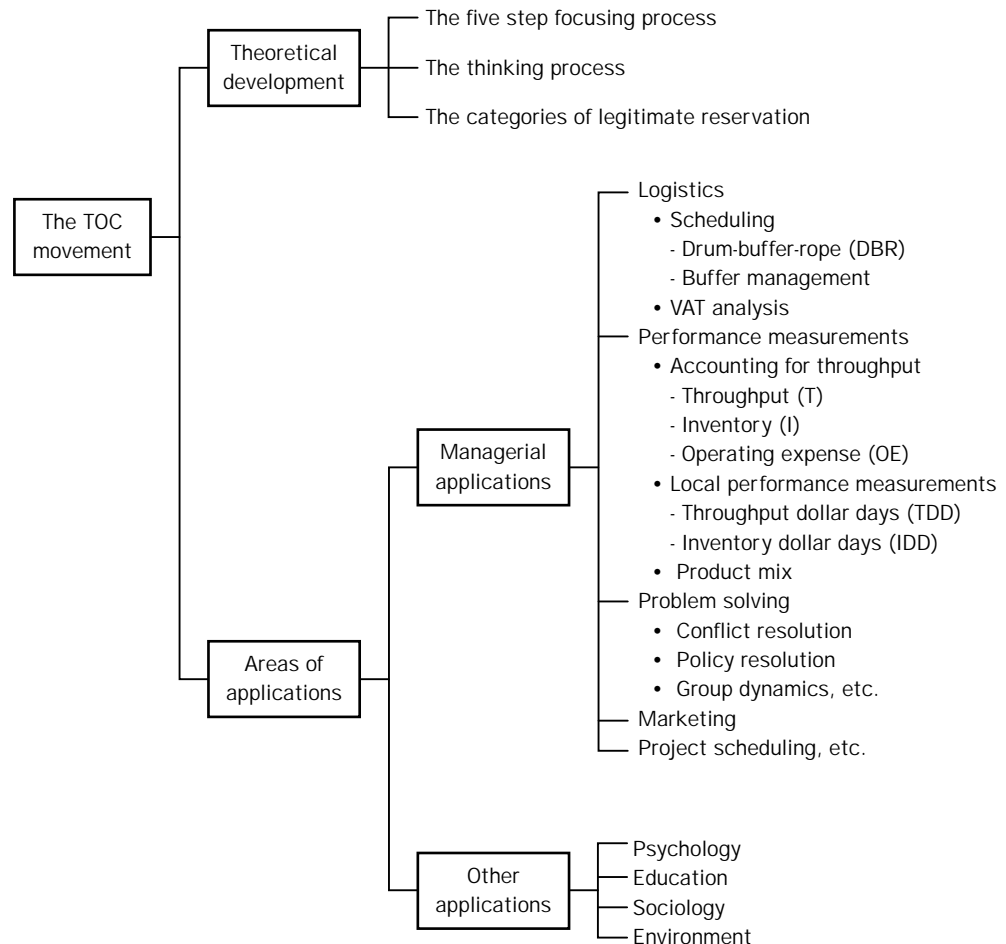 The five step focusing process
Theoretical
development
The thinking process
The categories of legitimate reservation
The TOC
movement
Logistics
• Scheduling
- Drum-buffer-rope (DBR)
- Buffer management
• VAT analysis
Performance measurements
• Accounting for throughput
- Throughput (T)
- Inventory (I)
- Operating expense (OE)
• Local performance measurements
- Throughput dollar days (TDD)
- Inventory dollar days (IDD)
• Product mix
Managerial
applications
Problem solving
• Conflict resolution
• Policy resolution
• Group dynamics, etc.
Marketing
Project scheduling, etc.
Areas of
applications
Other
applications
Psychology
Education
Sociology
Environment